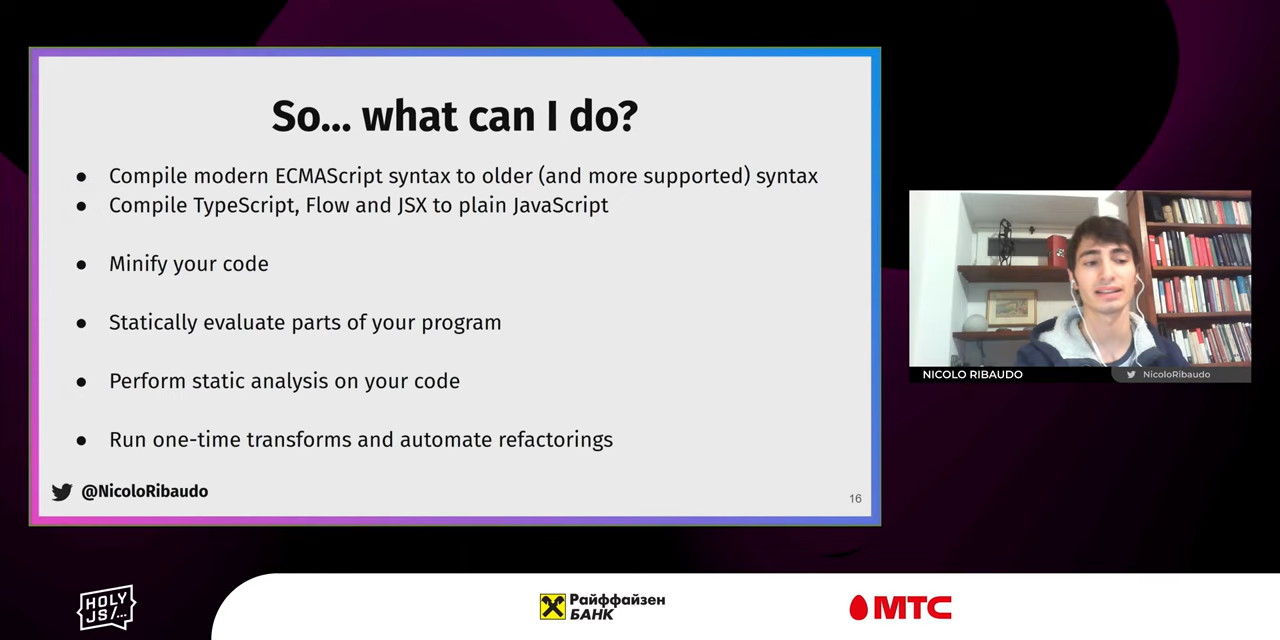 So... what can I do?
● Compile modern ECMAScript syntax to older (and more supported) syntax
● Compile TypeScript, Flow and JSX to plain JavaScript
● Minify your code
● Statically evaluate parts of your program
● Perform static analysis on your code
● Run one-time transforms and automate refactorings
@NicoloRibaudo
16
NICOLO RIBAUDO
NicoloRibaudo
HOLY
JS/...
Райффайзен
БАНК
МТС